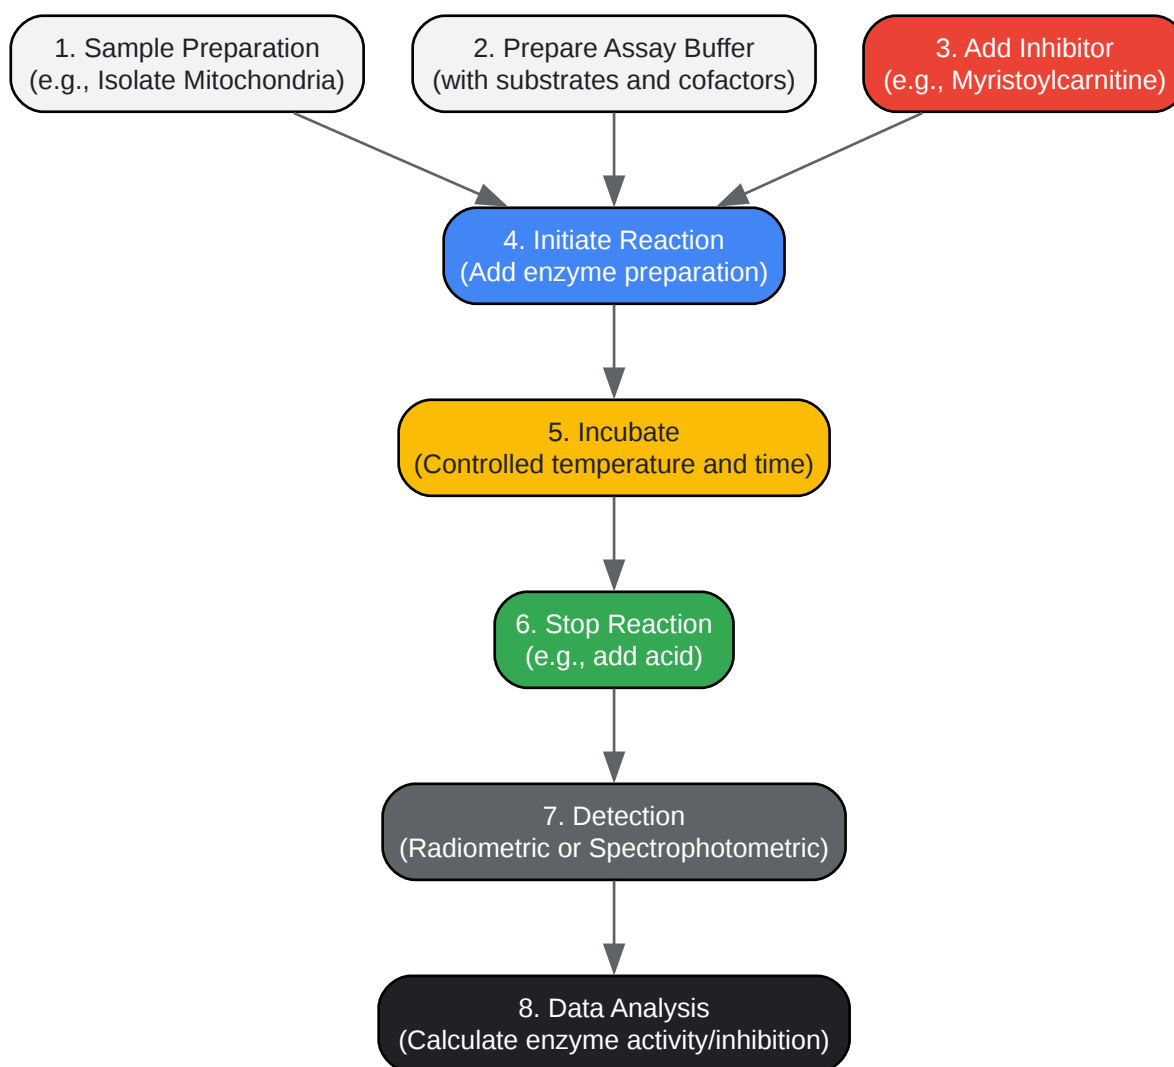 1. Sample Preparation
(e.g., Isolate Mitochondria)
2. Prepare Assay Buffer
(with substrates and cofactors)
3. Add Inhibitor
(e.g., Myristoylcarnitine)
4. Initiate Reaction
(Add enzyme preparation)
5. Incubate
(Controlled temperature and time)
6. Stop Reaction
(e.g., add acid)
7. Detection
(Radiometric or Spectrophotometric)
8. Data Analysis
(Calculate enzyme activity/inhibition)